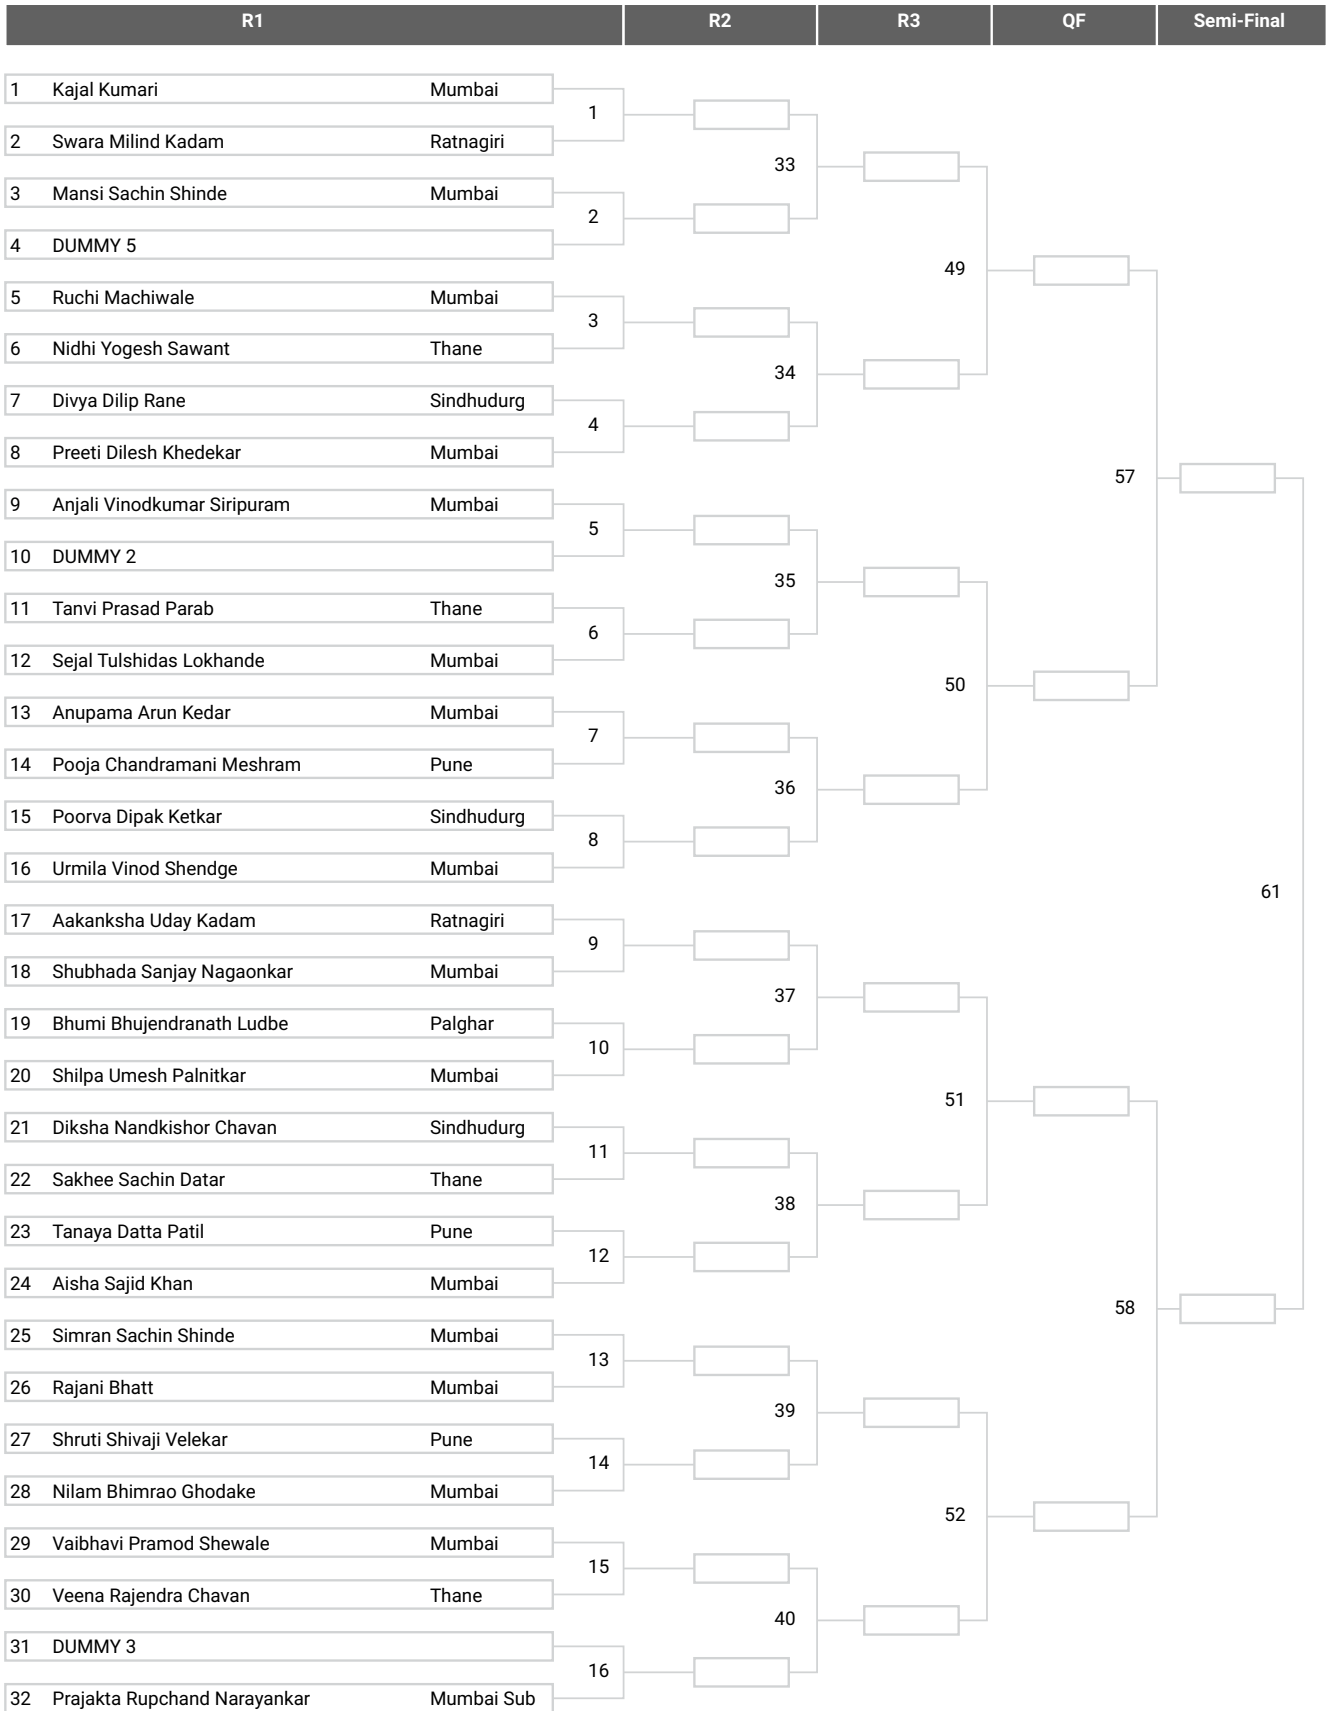 R1 R2 R3 QF Semi-Final
1 Kajal Kumari Mumbai
1
2 Swara Milind Kadam Ratnagiri
33
3 Mansi Sachin Shinde Mumbai
2
4 DUMMY 5
49
5 Ruchi Machiwale Mumbai
3
6 Nidhi Yogesh Sawant Thane
34
7 Divya Dilip Rane Sindhudurg
4
8 Preeti Dilesh Khedekar Mumbai
57
9 Anjali Vinodkumar Siripuram Mumbai
5
10 DUMMY 2
35
11 Tanvi Prasad Parab Thane
6
12 Sejal Tulshidas Lokhande Mumbai
50
13 Anupama Arun Kedar Mumbai
7
14 Pooja Chandramani Meshram Pune
36
15 Poorva Dipak Ketkar Sindhudurg
8
16 Urmila Vinod Shendge Mumbai
61
17 Aakanksha Uday Kadam Ratnagiri
9
18 Shubhada Sanjay Nagaonkar Mumbai
37
19 Bhumi Bhujendranath Ludbe Palghar
10
20 Shilpa Umesh Palnitkar Mumbai
51
21 Diksha Nandkishor Chavan Sindhudurg
11
22 Sakhee Sachin Datar Thane
38
23 Tanaya Datta Patil Pune
12
24 Aisha Sajid Khan Mumbai
58
25 Simran Sachin Shinde Mumbai
13
26 Rajani Bhatt Mumbai
39
27 Shruti Shivaji Velekar Pune
14
28 Nilam Bhimrao Ghodake Mumbai
52
29 Vaibhavi Pramod Shewale Mumbai
15
30 Veena Rajendra Chavan Thane
40
31 DUMMY 3
16
32 Prajakta Rupchand Narayankar Mumbai Sub